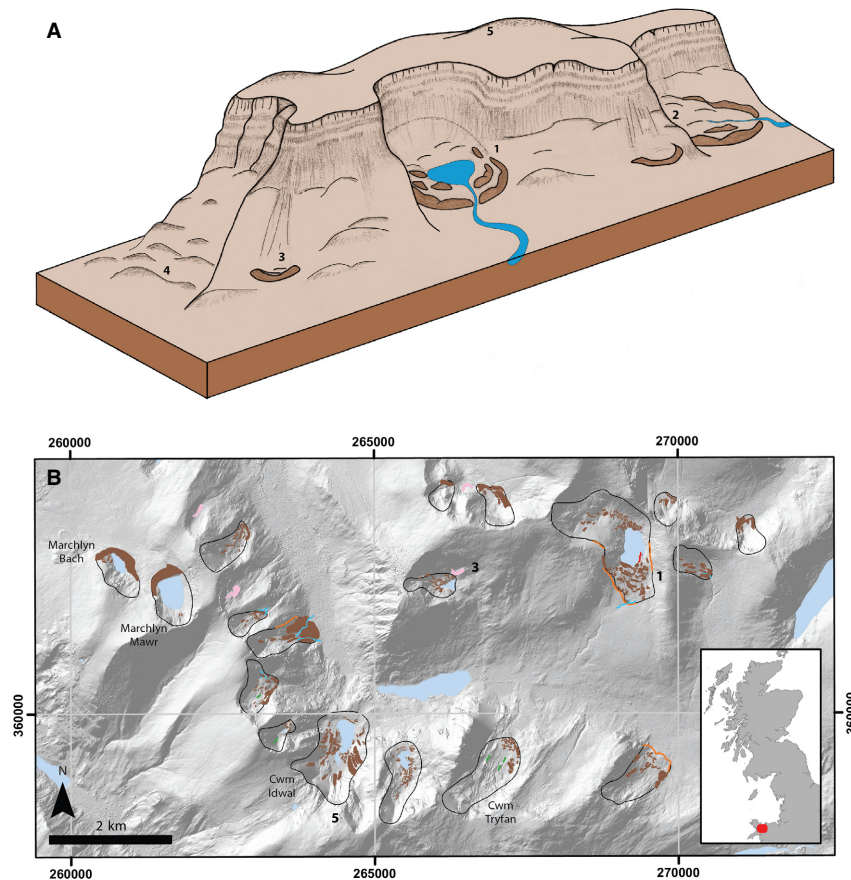 A
5
2
1
3
4
260000
265000
270000
B
Marchlyn
Bach
3
1
Marchlyn
Mawr
360000
360000
N
Cwm
Idwal
Cwm
Tryfan
5
2 km
260000
265000
270000